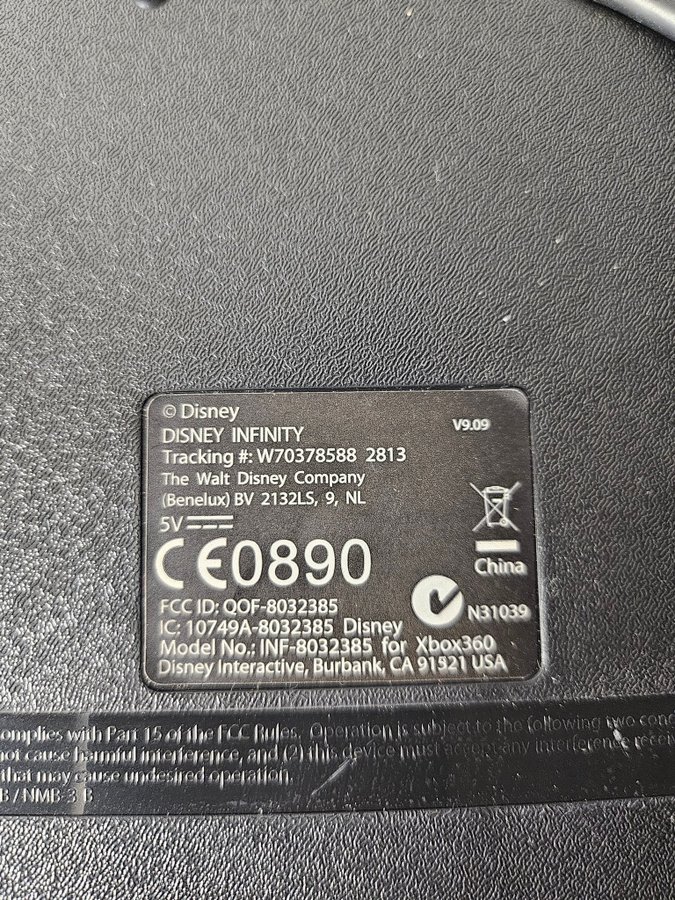 © Disney
V9.09
DISNEY INFINITY
Tracking #: W70378588 2813
The Walt Disney Company
(Benelux) BV 2132LS, 9, NL
5V
CE0890
China
FCC ID: QOF-8032385
N31039
IC: 10749A-8032385 Disney
Model No.: INF-8032385 for Xbox360
Disney Interactive, Burbank, CA 91521 USA
omplies with Part 15 of the FCC Rules. Operation is subject to the following two cond
not cause harmful interference, and (2) this device must accept any interference recei
that may cause undesired operation.
B / NMB-3 B